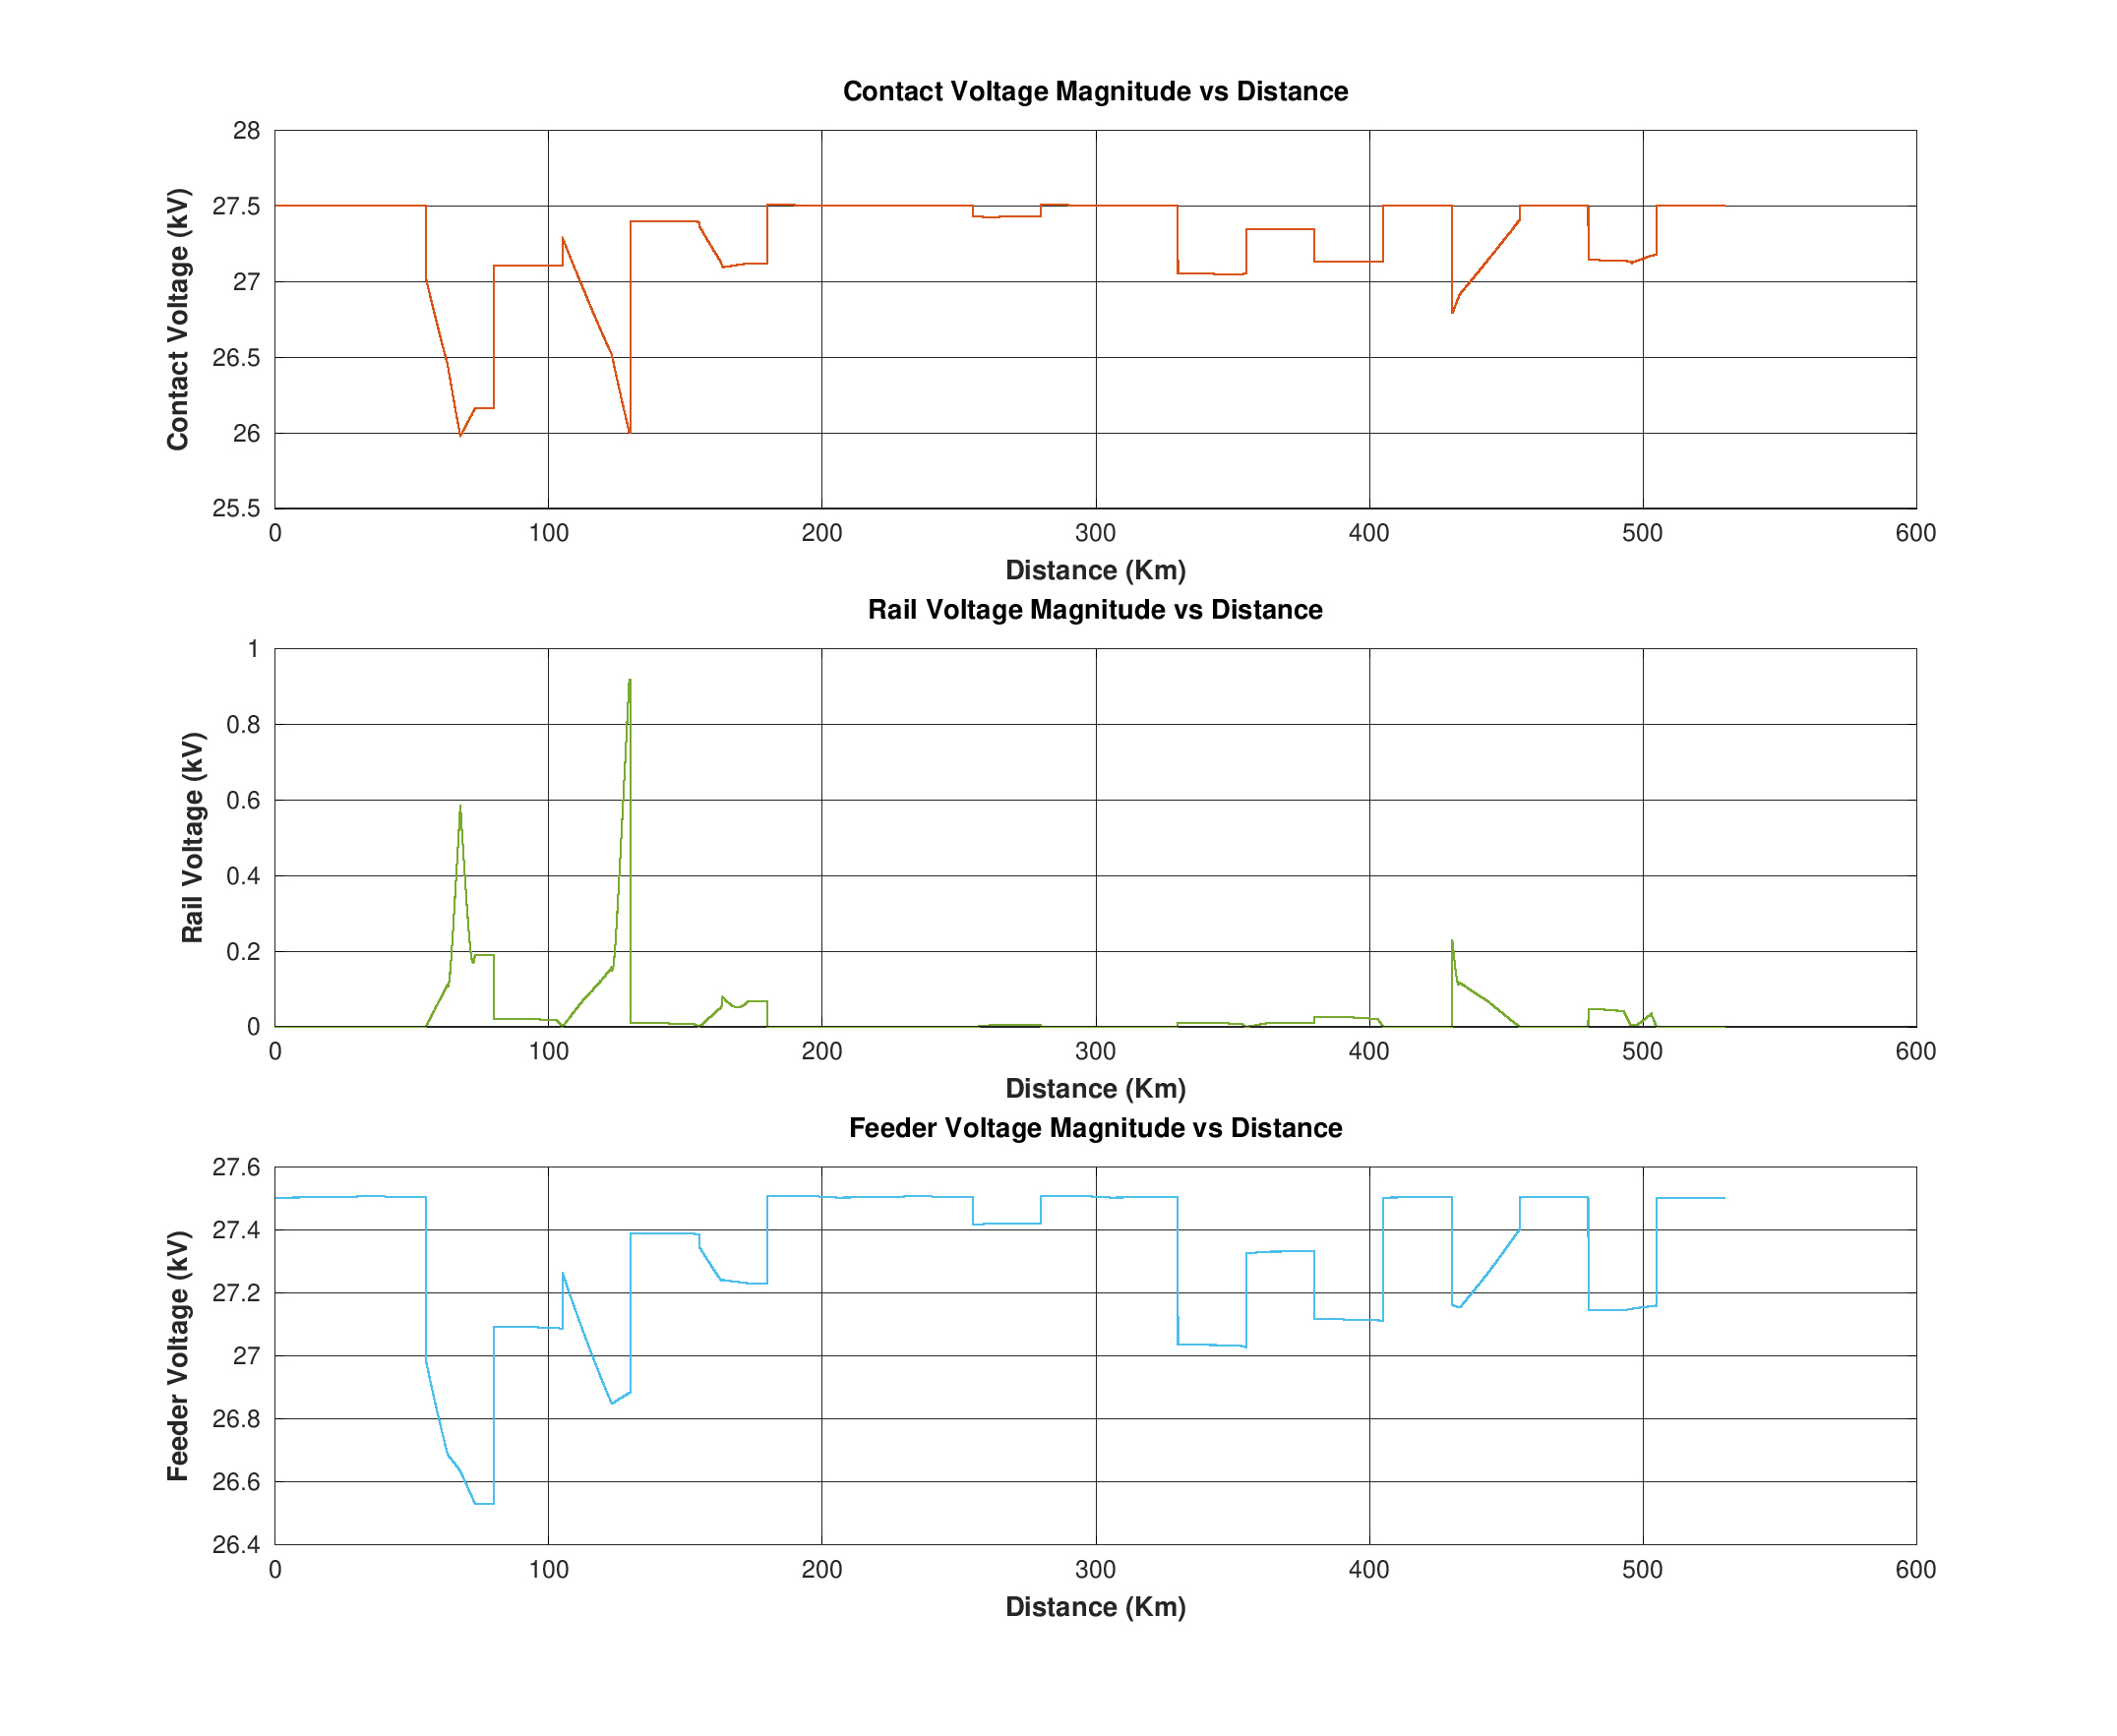 Contact Voltage Magnitude vs Distance
Contact Voltage (kV)
28
27.5
27
26.5
26
25.5
0 100 200 300 400 500 600
Distance (Km)
Rail Voltage Magnitude vs Distance
Rail Voltage (kV)
1
0.8
0.6
0.4
0.2
0
0 100 200 300 400 500 600
Distance (Km)
Feeder Voltage Magnitude vs Distance
Feeder Voltage (kV)
27.6
27.4
27.2
27
26.8
26.6
26.4
0 100 200 300 400 500 600
Distance (Km)